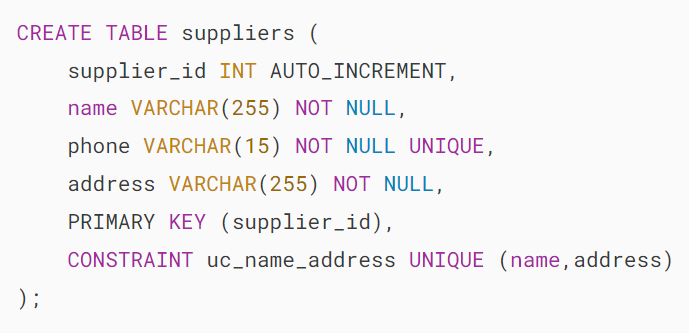 CREATE TABLE suppliers (
    supplier_id INT AUTO_INCREMENT,
    name VARCHAR(255) NOT NULL,
    phone VARCHAR(15) NOT NULL UNIQUE,
    address VARCHAR(255) NOT NULL,
    PRIMARY KEY (supplier_id),
    CONSTRAINT uc_name_address UNIQUE (name,address)
);